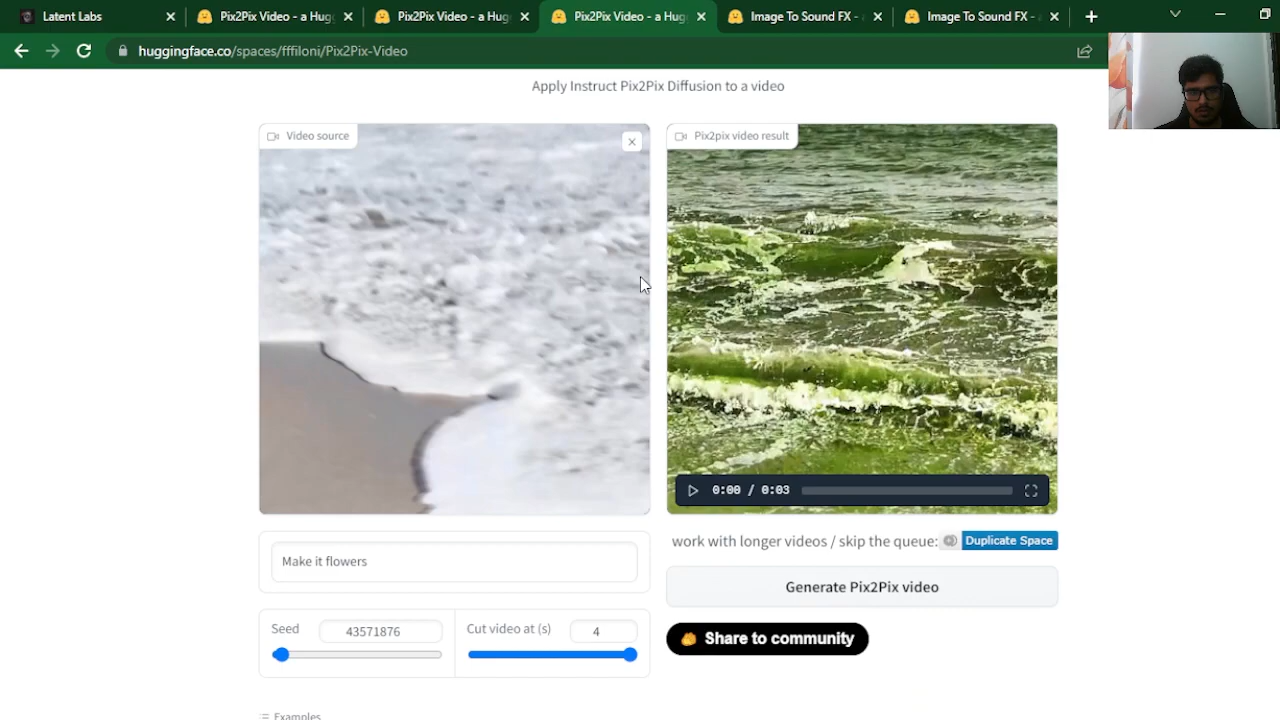 Latent Labs
Pix2Pix Video - a Hug
Pix2Pix Video - a Hug
Pix2Pix Video - a Hug
Image To Sound FX - a
Image To Sound FX - a
huggingface.co/spaces/fffiloni/Pix2Pix-Video
Apply Instruct Pix2Pix Diffusion to a video
Video source
Pix2pix video result
0:00 / 0:03
work with longer videos / skip the queue: Duplicate Space
Make it flowers
Generate Pix2Pix video
Seed 43571876
Cut video at (s) 4
Share to community
Examples